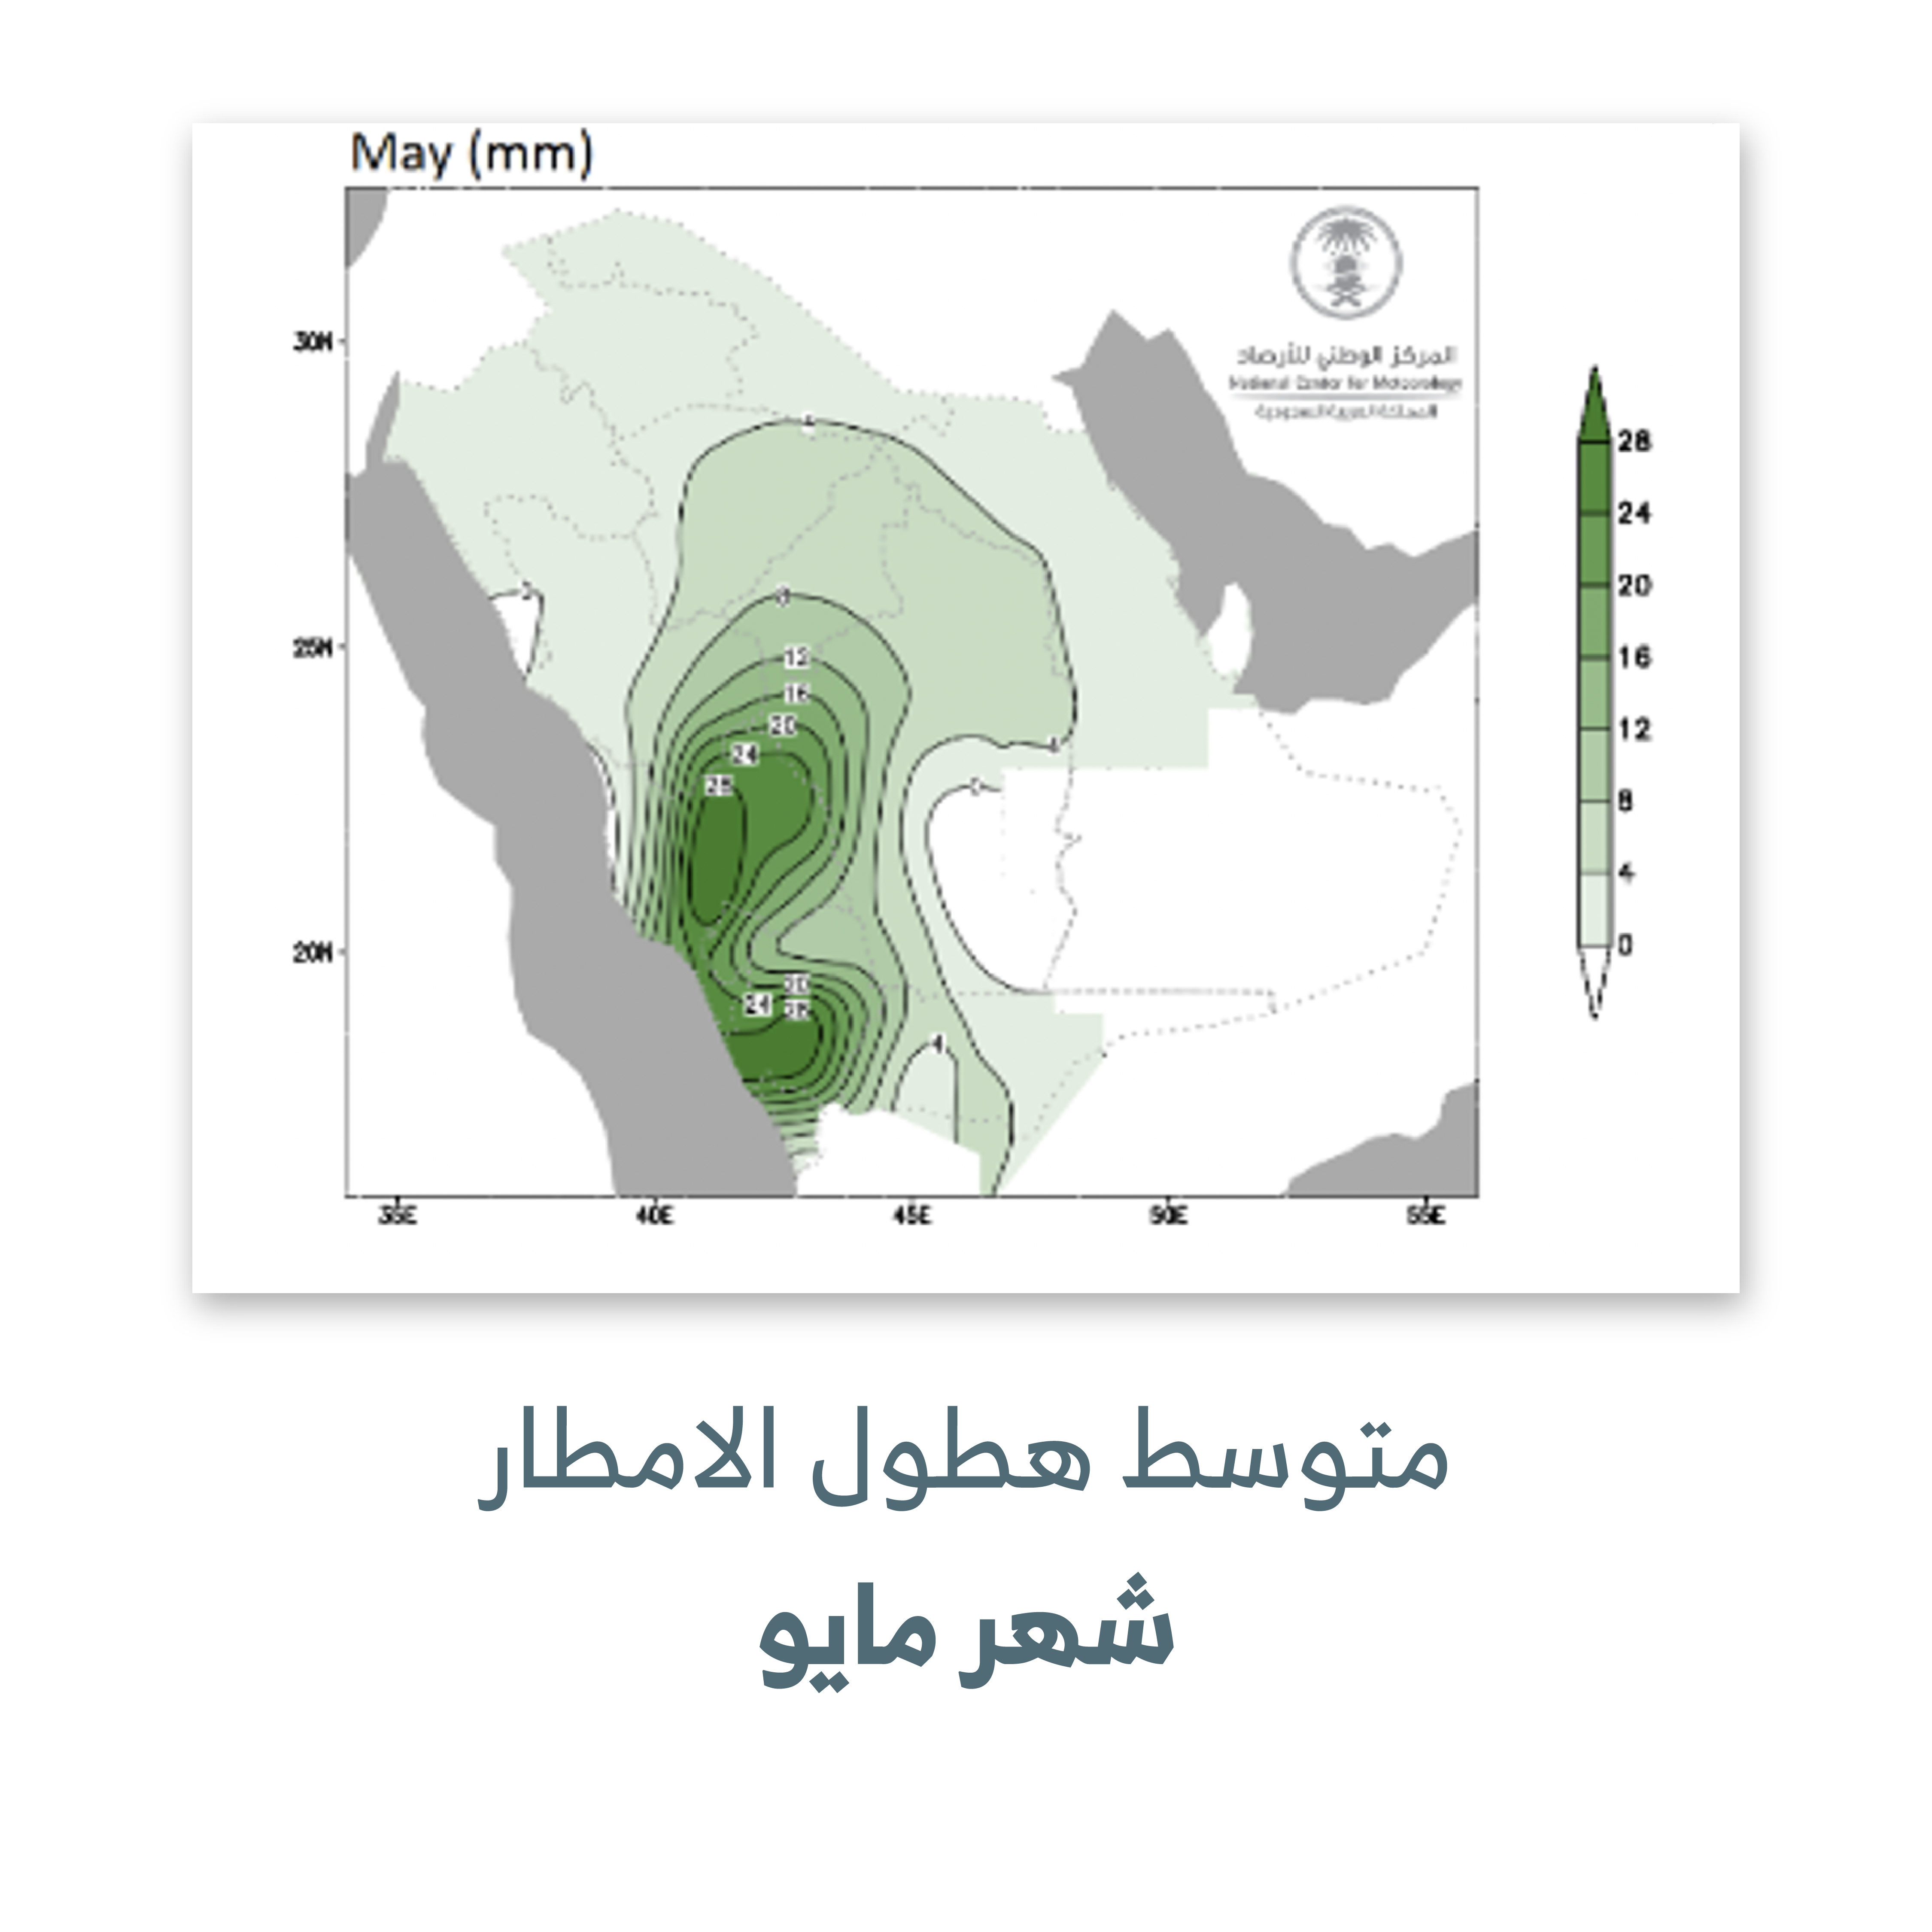 May (mm)
المركز الوطني للأرصاد
National Center for Meteorology
المملكة العربية السعودية
30N
25N
20N
35E
40E
45E
50E
55E
4
8
12
16
20
24
28
0
0
4
20
24
28
4
28
24
20
16
12
8
4
0
متوسط هطول الامطار
شهر مايو